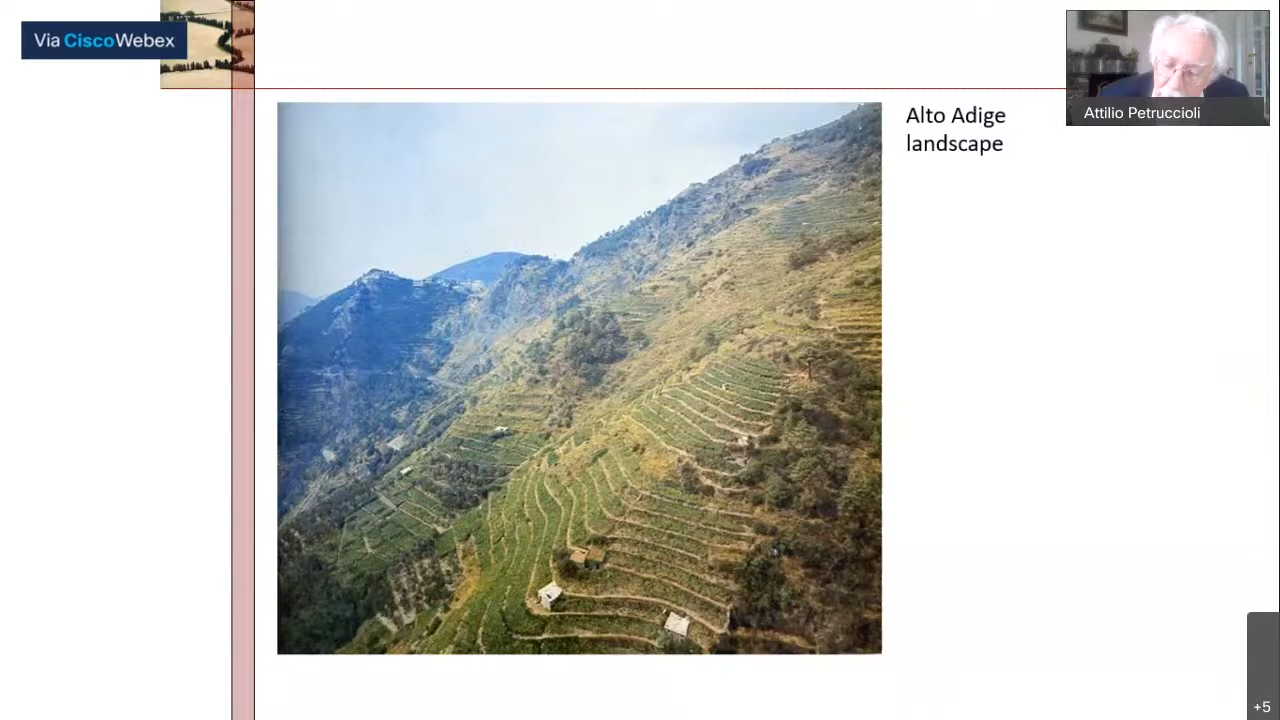 Via CiscoWebex
Alto Adige
landscape
Attilio Petruccioli
+5